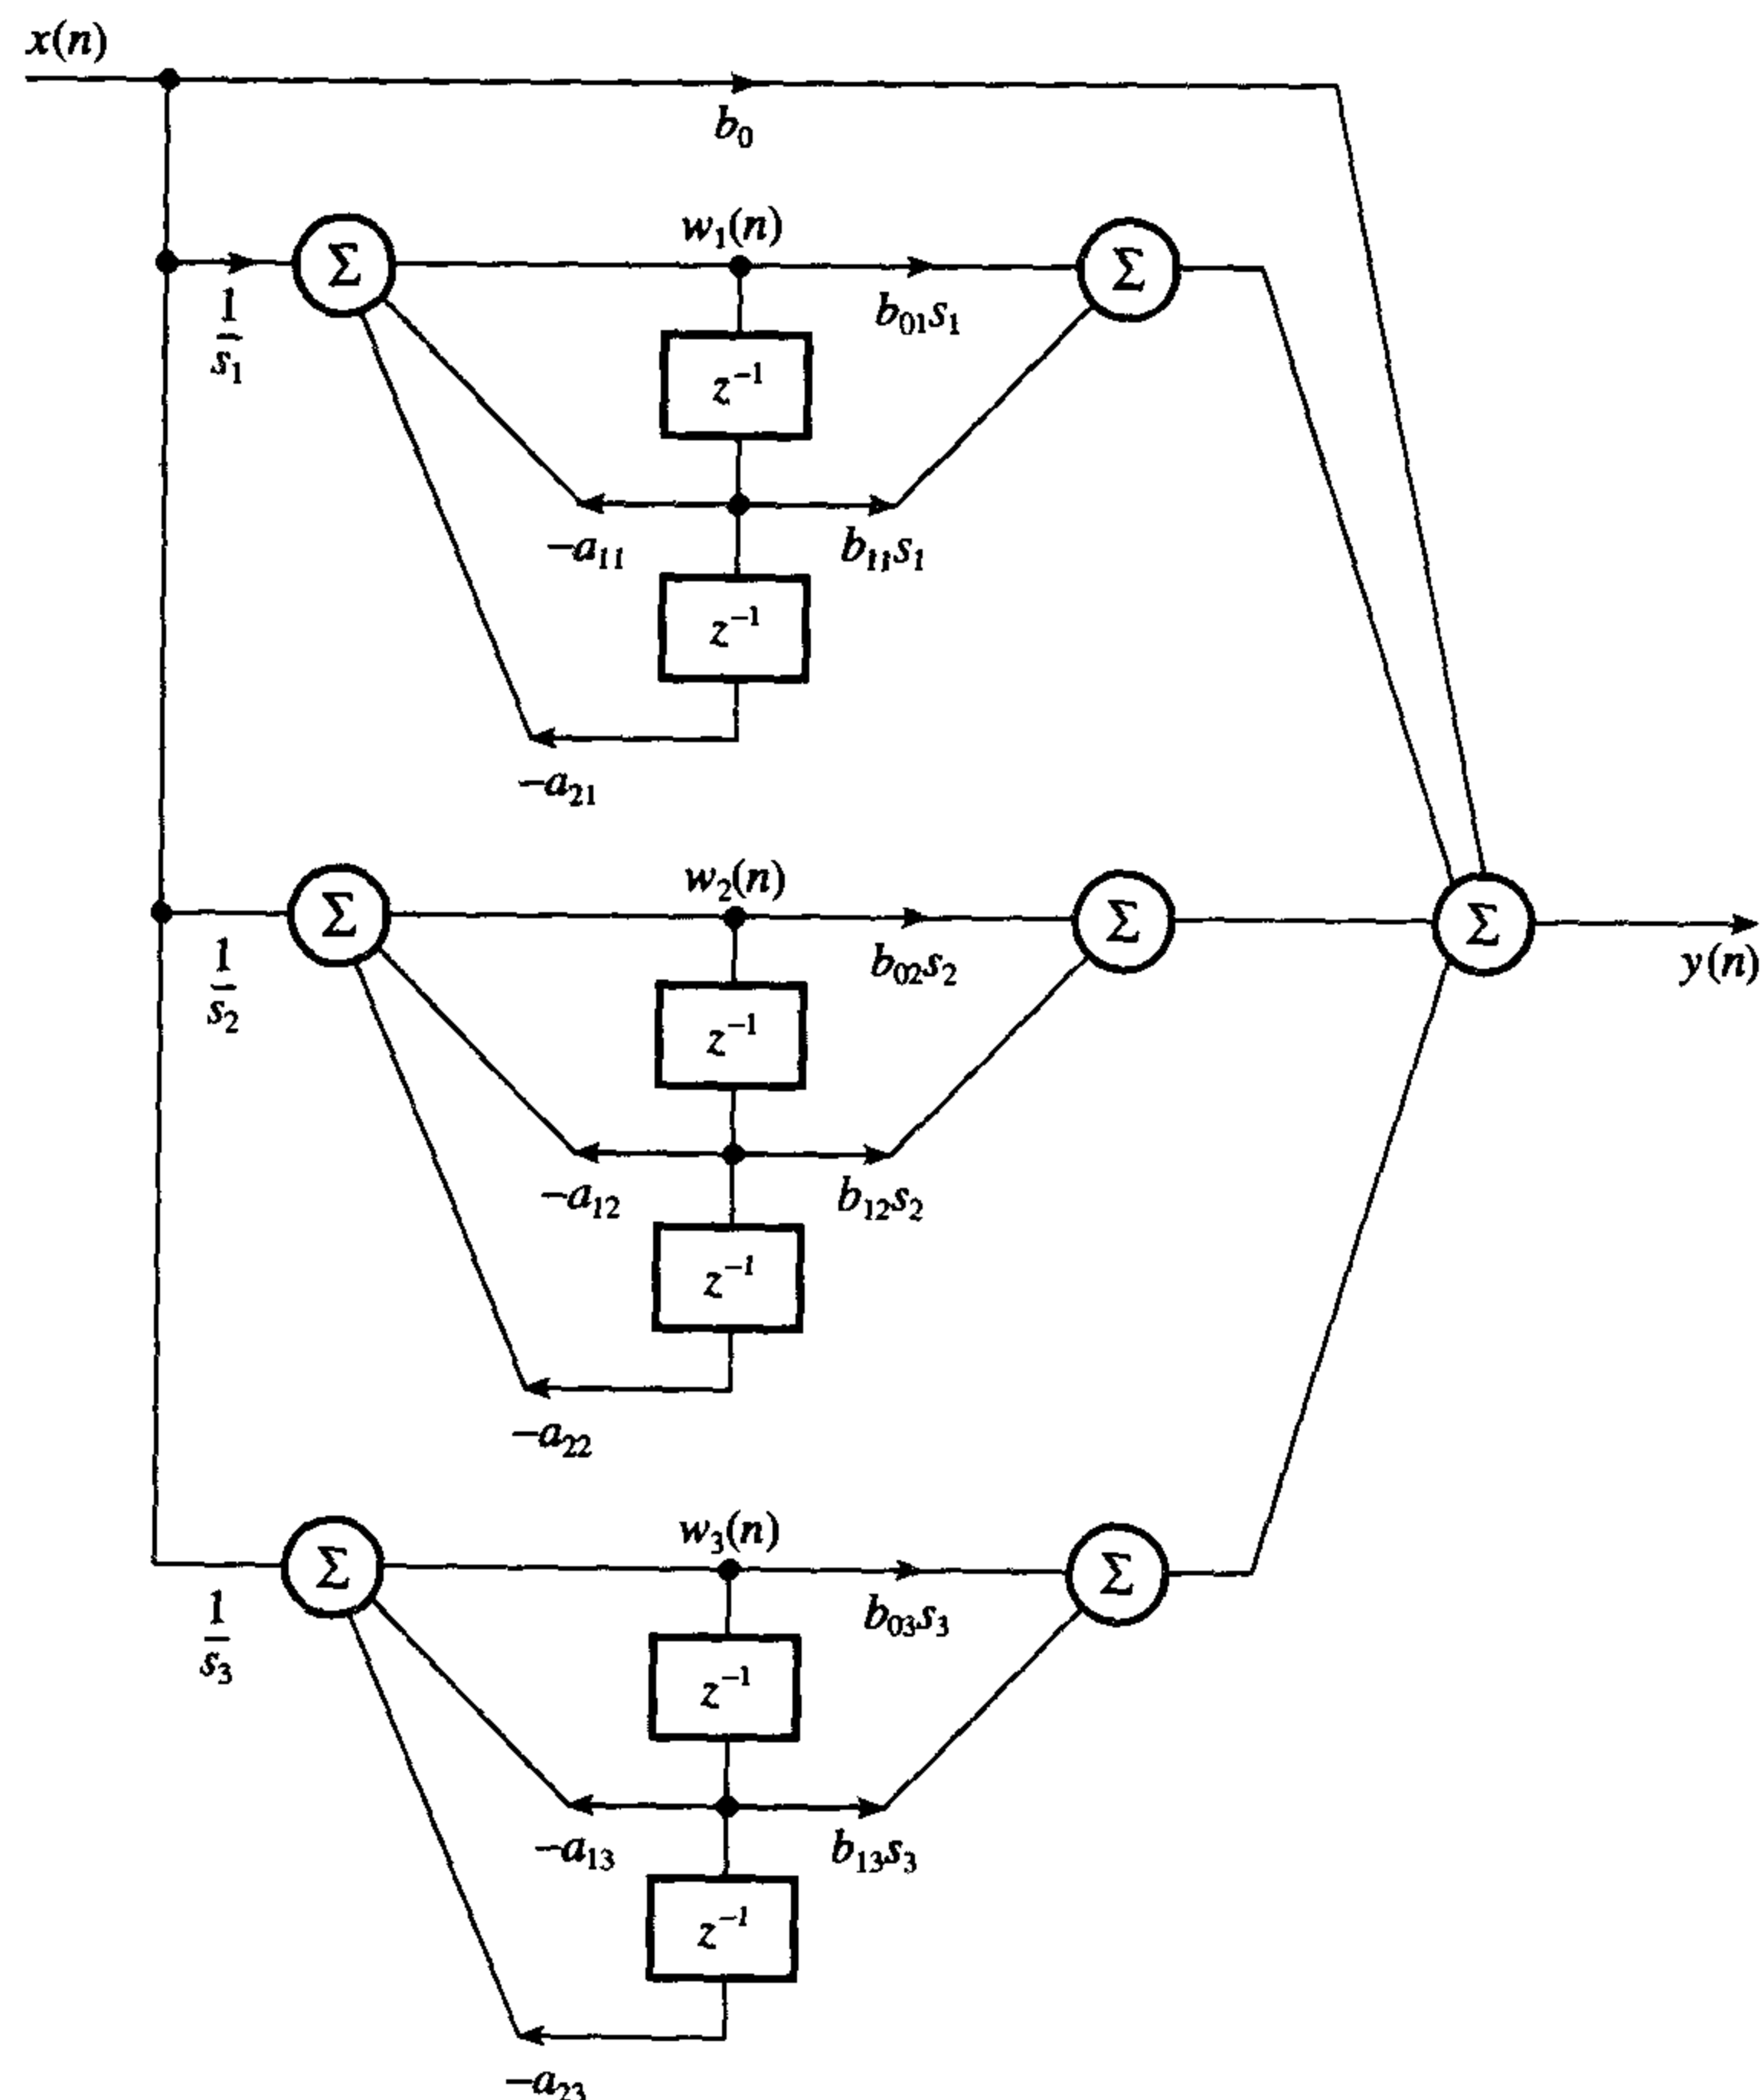 x(n)
b₀
w₁(n)
Σ
Σ
1/s₁
b₀₁s₁
z⁻¹
−a₁₁
b₁₁s₁
z⁻¹
−a₂₁
w₂(n)
Σ
Σ
Σ
1/s₂
b₀₂s₂
y(n)
z⁻¹
−a₁₂
b₁₂s₂
z⁻¹
−a₂₂
w₃(n)
Σ
Σ
1/s₃
b₀₃s₃
z⁻¹
−a₁₃
b₁₃s₃
z⁻¹
−a₂₃